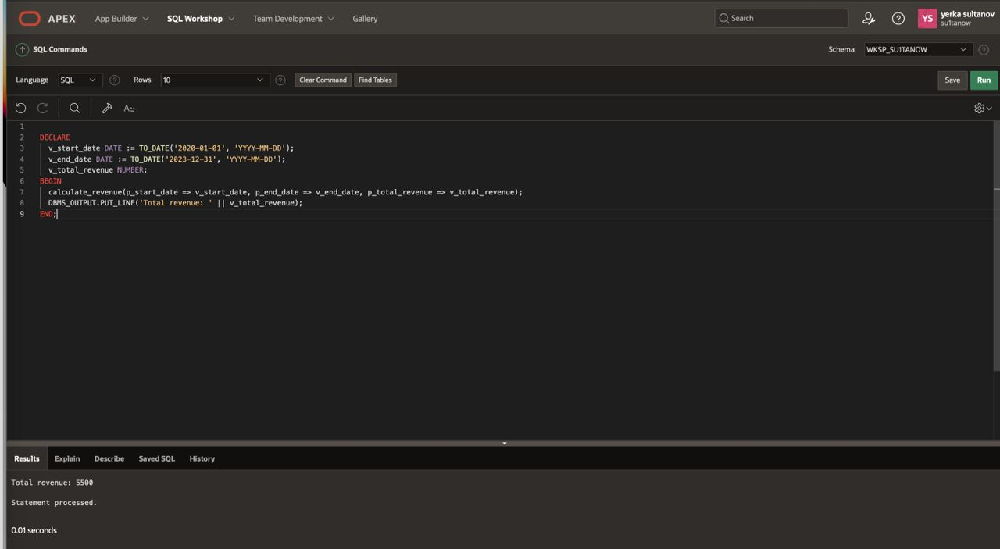 APEX App Builder SQL Workshop Team Development Gallery Search YS yerka sultanov
su1tanow
SQL Commands Schema WKSP_SU1TANOW
Language SQL Rows 10 Clear Command Find Tables Save Run
A
1
2 DECLARE
3 v_start_date DATE := TO_DATE('2020-01-01', 'YYYY-MM-DD');
4 v_end_date DATE := TO_DATE('2023-12-31', 'YYYY-MM-DD');
5 v_total_revenue NUMBER;
6 BEGIN
7 calculate_revenue(p_start_date => v_start_date, p_end_date => v_end_date, p_total_revenue => v_total_revenue);
8 DBMS_OUTPUT.PUT_LINE('Total revenue: ' || v_total_revenue);
9 END;
Results Explain Describe Saved SQL History
Total revenue: 5500
Statement processed.
0.01 seconds